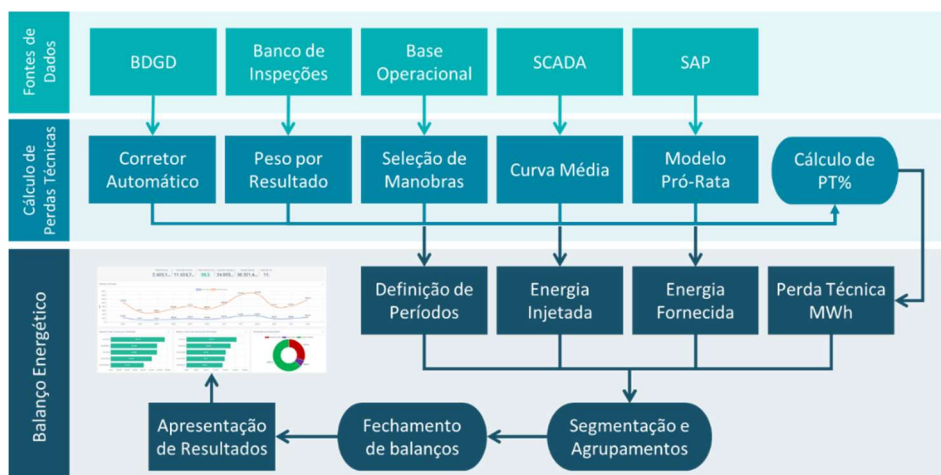 Fontes de
Dados
BDGD
Banco de
Inspeções
Base
Operacional
SCADA
SAP
Cálculo de
Perdas Técnicas
Corretor
Automático
Peso por
Resultado
Seleção de
Manobras
Curva Média
Modelo
Pró-Rata
Cálculo de
PT%
Balanço Energético
Definição de
Períodos
Energia
Injetada
Energia
Fornecida
Perda Técnica
MWh
Apresentação
de Resultados
Fechamento
de balanços
Segmentação e
Agrupamentos